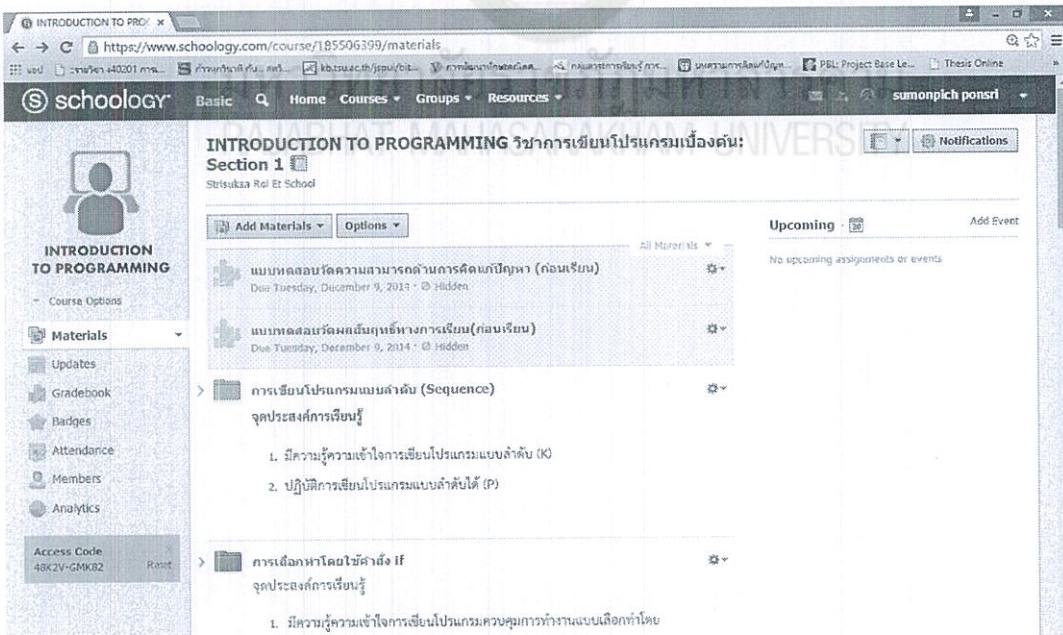 INTRODUCTION TO PROG
https://www.schoology.com/course/185506399/materials
PBL: Project Base Le... Thesis Online
schoology Basic Home Courses Groups Resources sumonpich ponsri
RAJABHAT MAHASARAKHAM UNIVERSITY
INTRODUCTION TO PROGRAMMING วิชาการเขียนโปรแกรมเบื้องต้น:
Section 1
Notifications
Strisuksa Roi Et School
Add Materials Options
All Materials
Upcoming Add Event
No upcoming assignments or events
INTRODUCTION
TO PROGRAMMING
Course Options
Materials
Updates
Gradebook
Badges
Attendance
Members
Analytics
Access Code
48K2V-GMK82 Reset
แบบทดสอบวัดความสามารถด้านการคิดแก้ปัญหา (ก่อนเรียน)
Due Tuesday, December 9, 2014 · Hidden
แบบทดสอบวัดผลสัมฤทธิ์ทางการเรียน(ก่อนเรียน)
Due Tuesday, December 9, 2014 · Hidden
การเขียนโปรแกรมแบบลำดับ (Sequence)
จุดประสงค์การเรียนรู้
1. มีความรู้ความเข้าใจการเขียนโปรแกรมแบบลำดับ (K)
2. ปฏิบัติการเขียนโปรแกรมแบบลำดับได้ (P)
การเลือกทำโดยใช้คำสั่ง if
จุดประสงค์การเรียนรู้
1. มีความรู้ความเข้าใจการเขียนโปรแกรมควบคุมการทำงานแบบเลือกทำโดย